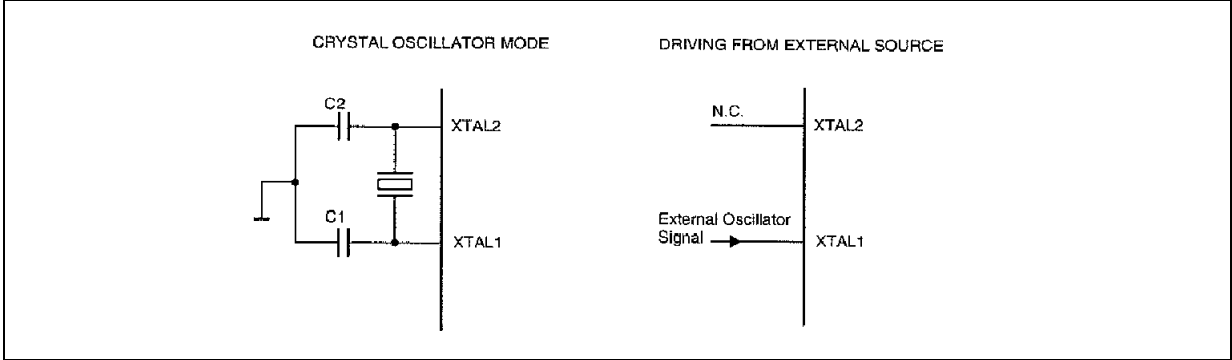 CRYSTAL OSCILLATOR MODE
C2
XTAL2
C1
XTAL1
DRIVING FROM EXTERNAL SOURCE
N.C.
XTAL2
External Oscillator
Signal
XTAL1